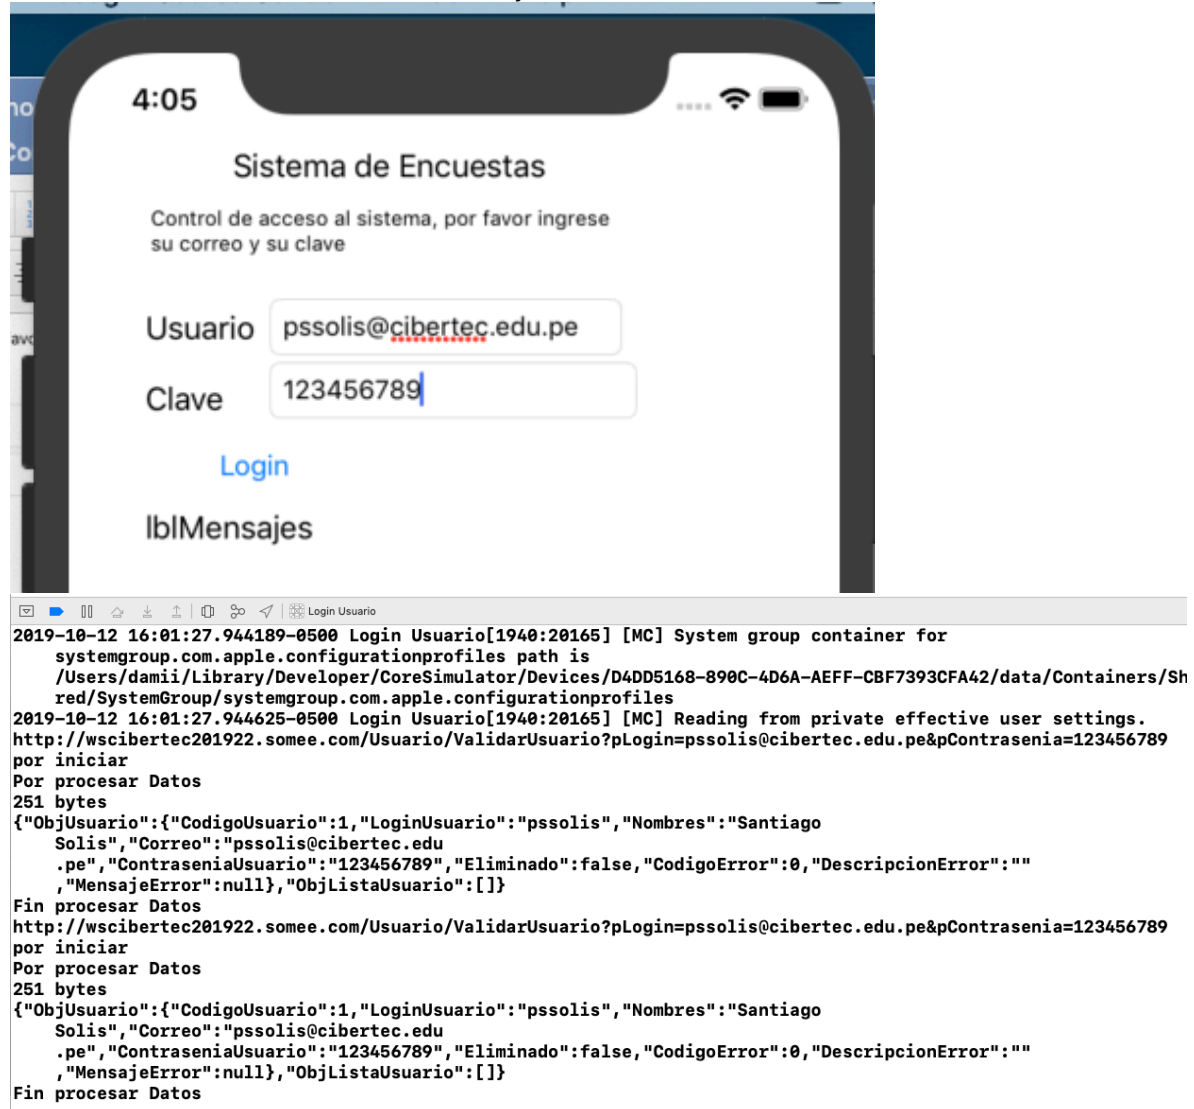 4:05
Sistema de Encuestas
Control de acceso al sistema, por favor ingrese
su correo y su clave
Usuario pssolis@cibertec.edu.pe
Clave 123456789
Login
lblMensajes
Login Usuario
2019-10-12 16:01:27.944189-0500 Login Usuario[1940:20165] [MC] System group container for
systemgroup.com.apple.configurationprofiles path is
/Users/damii/Library/Developer/CoreSimulator/Devices/D4DD5168-890C-4D6A-AEFF-CBF7393CFA42/data/Containers/Sh
red/SystemGroup/systemgroup.com.apple.configurationprofiles
2019-10-12 16:01:27.944625-0500 Login Usuario[1940:20165] [MC] Reading from private effective user settings.
http://wscibertec201922.somee.com/Usuario/ValidarUsuario?pLogin=pssolis@cibertec.edu.pe&pContrasenia=123456789
por iniciar
Por procesar Datos
251 bytes
{"ObjUsuario":{"CodigoUsuario":1,"LoginUsuario":"pssolis","Nombres":"Santiago
Solis","Correo":"pssolis@cibertec.edu
.pe","ContraseniaUsuario":"123456789","Eliminado":false,"CodigoError":0,"DescripcionError":""
,"MensajeError":null},"ObjListaUsuario":[]}
Fin procesar Datos
http://wscibertec201922.somee.com/Usuario/ValidarUsuario?pLogin=pssolis@cibertec.edu.pe&pContrasenia=123456789
por iniciar
Por procesar Datos
251 bytes
{"ObjUsuario":{"CodigoUsuario":1,"LoginUsuario":"pssolis","Nombres":"Santiago
Solis","Correo":"pssolis@cibertec.edu
.pe","ContraseniaUsuario":"123456789","Eliminado":false,"CodigoError":0,"DescripcionError":""
,"MensajeError":null},"ObjListaUsuario":[]}
Fin procesar Datos